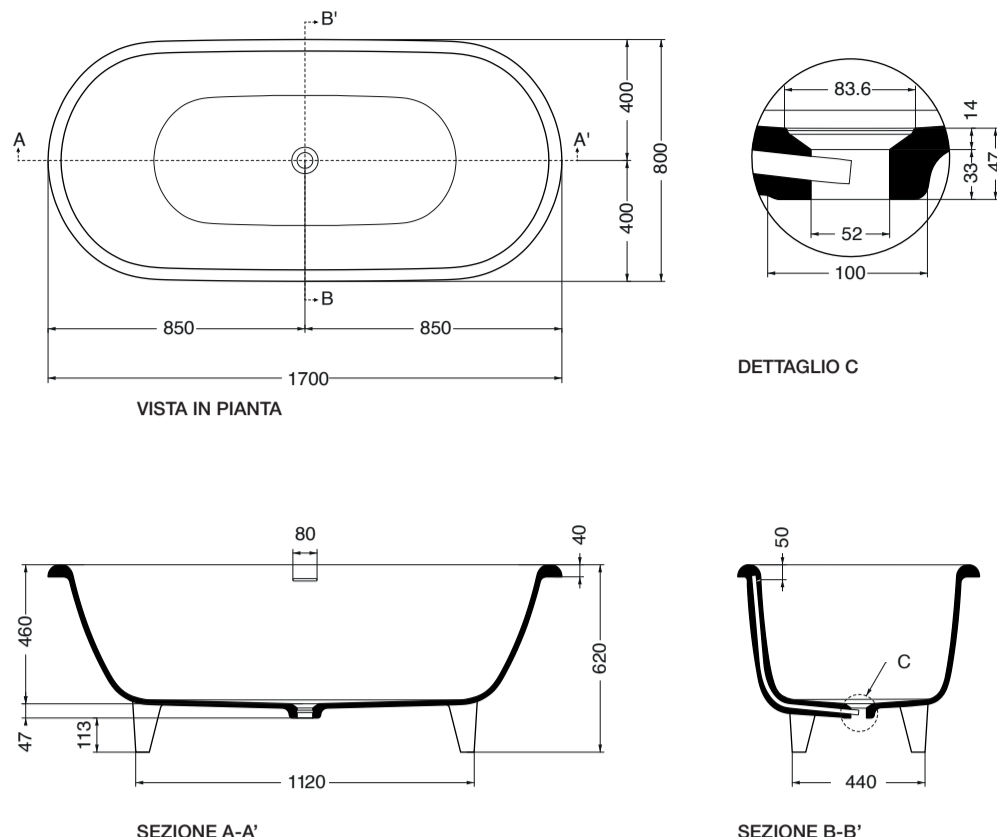 B'
A
A'
B
400
400
800
850
850
1700
VISTA IN PIANTA
83.6
14
33
47
52
100
DETTAGLIO C
80
40
460
620
47
113
1120
SEZIONE A-A'
50
C
440
SEZIONE B-B'